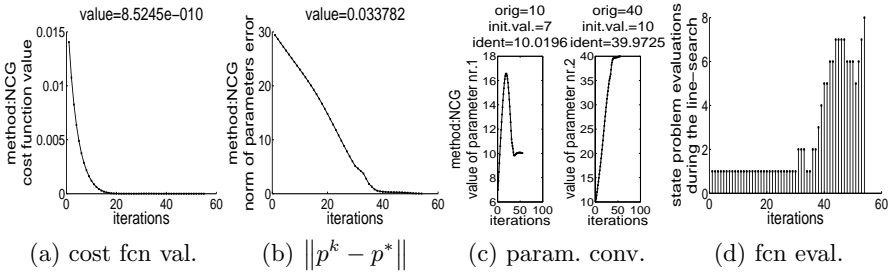 value=8.5245e-010
method:NCG
cost function value
0.015
0.01
0.005
0
0 20 40 60
iterations
(a) cost fcn val.
value=0.033782
method:NCG
norm of parameters error
30
20
10
0
0 20 40 60
iterations
(b) ||p^k − p^*||
orig=10
init.val.=7
ident=10.0196
method:NCG
value of parameter nr.1
18
16
14
12
10
8
6
0 50 100
iterations
orig=40
init.val.=10
ident=39.9725
value of parameter nr.2
40
35
30
25
20
15
10
0 50 100
iterations
(c) param. conv.
state problem evaluations
during the line−search
8
6
4
2
0
0 20 40 60
iterations
(d) fcn eval.